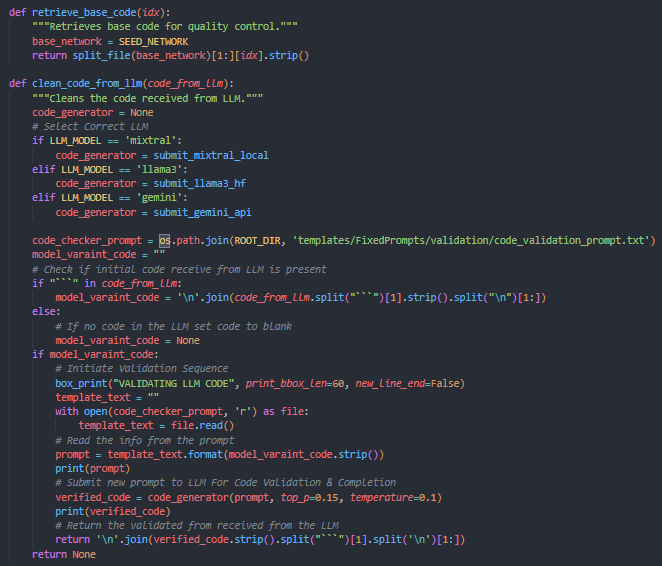 def retrieve_base_code(idx):
    """Retrieves base code for quality control."""
    base_network = SEED_NETWORK
    return split_file(base_network)[1:][idx].strip()

def clean_code_from_llm(code_from_llm):
    """Cleans the code received from LLM."""
    code_generator = None
    # Select Correct LLM
    if LLM_MODEL == 'mixtral':
        code_generator = submit_mixtral_local
    elif LLM_MODEL == 'llama3':
        code_generator = submit_llama3_hf
    elif LLM_MODEL == 'gemini':
        code_generator = submit_gemini_api

    code_checker_prompt = os.path.join(ROOT_DIR, 'templates/FixedPrompts/validation/code_validation_prompt.txt')
    model_varaint_code = ""
    # Check if initial code receive from LLM is present
    if "```" in code_from_llm:
        model_varaint_code = '\n'.join(code_from_llm.split("```")[1].strip().split("\n")[1:])
    else:
        # If no code in the LLM set code to blank
        model_varaint_code = None
    if model_varaint_code:
        # Initiate Validation Sequence
        box_print("VALIDATING LLM CODE", print_bbox_len=60, new_line_end=False)
        template_text = ""
        with open(code_checker_prompt, 'r') as file:
            template_text = file.read()
        # Read the info from the prompt
        prompt = template_text.format(model_varaint_code.strip())
        print(prompt)
        # Submit new prompt to LLM For Code Validation & Completion
        verified_code = code_generator(prompt, top_p=0.15, temperature=0.1)
        print(verified_code)
        # Return the validated from received from the LLM
        return '\n'.join(verified_code.strip().split("```")[1].split('\n')[1:])
    return None